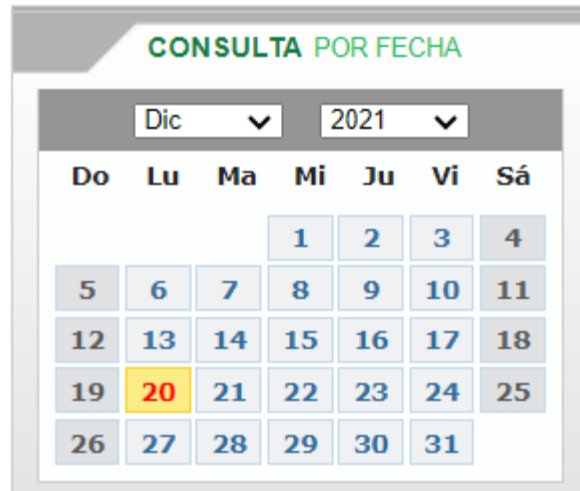 CONSULTA POR FECHA
Dic 2021
Do Lu Ma Mi Ju Vi Sá
1 2 3 4
5 6 7 8 9 10 11
12 13 14 15 16 17 18
19 20 21 22 23 24 25
26 27 28 29 30 31